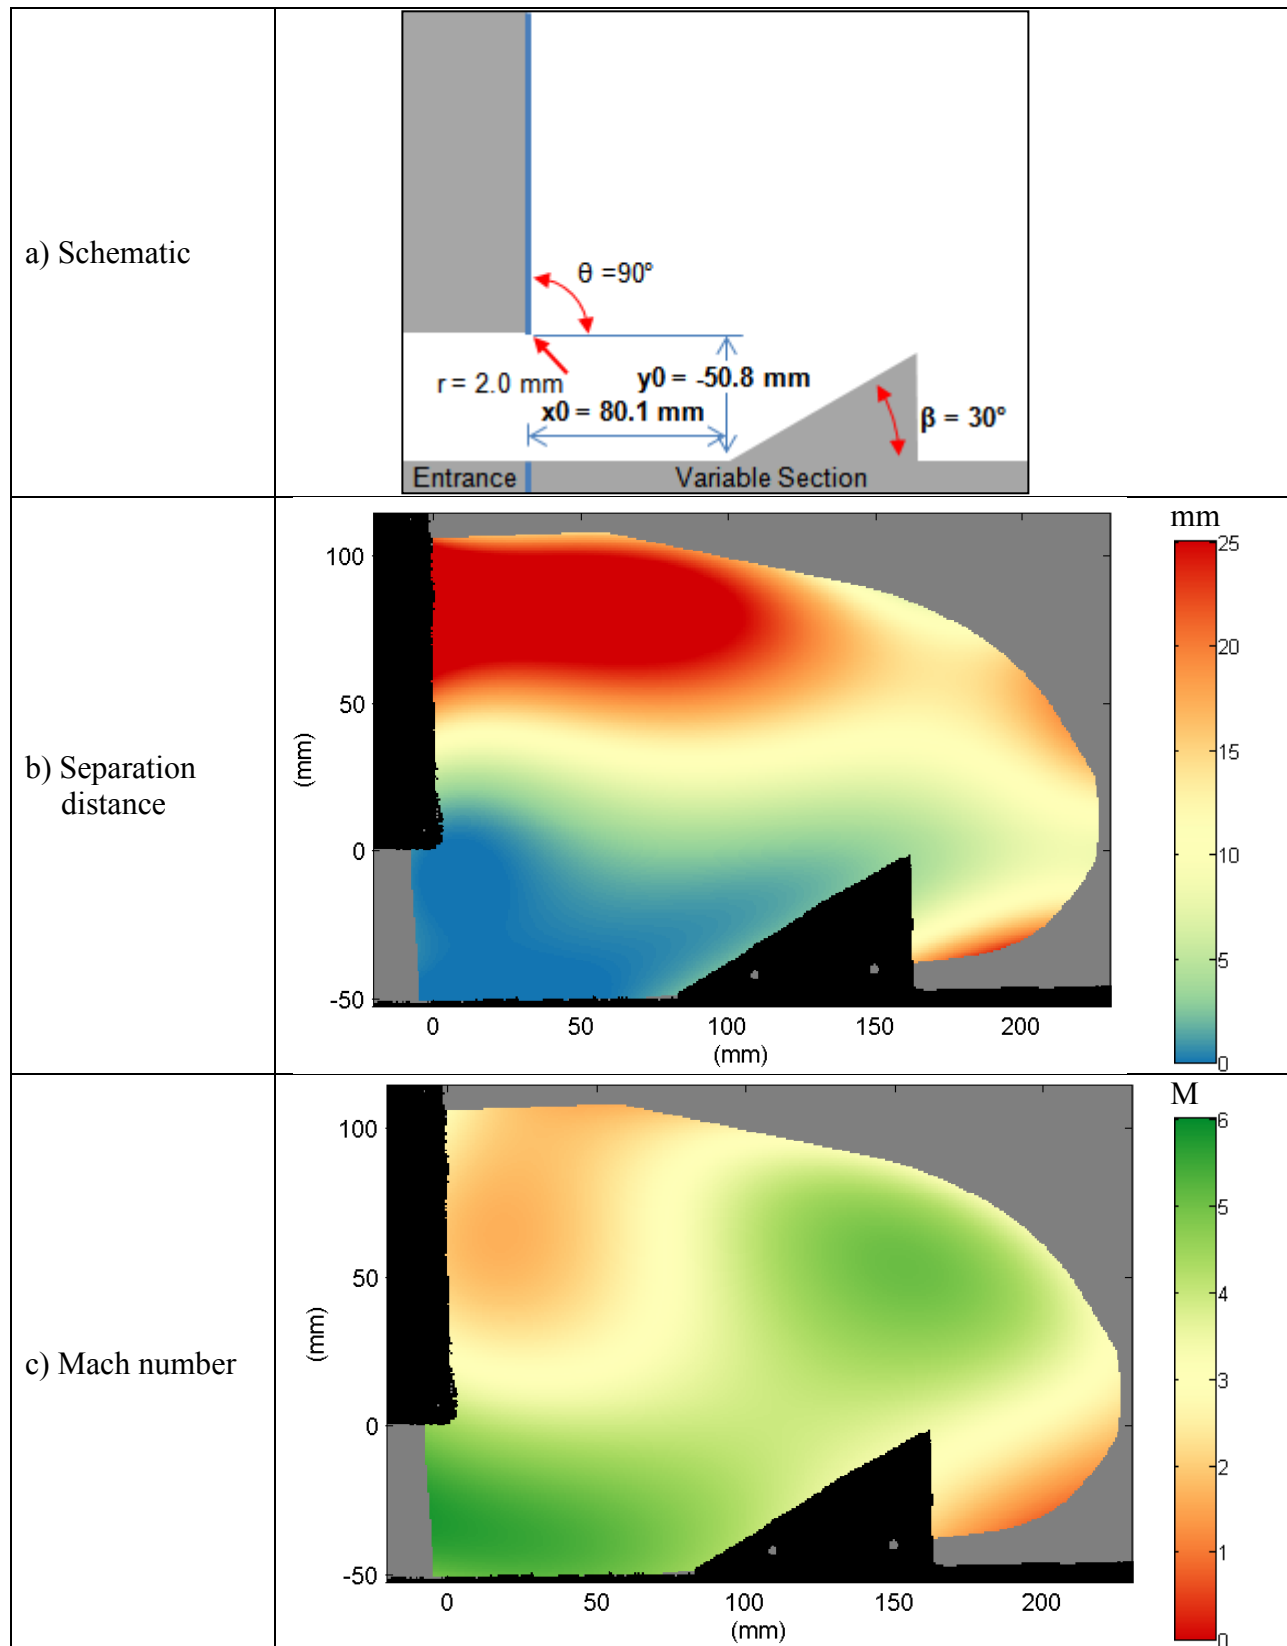 a) Schematic
θ =90°
r = 2.0 mm
y0 = -50.8 mm
x0 = 80.1 mm
β = 30°
Entrance
Variable Section
b) Separation
distance
mm
100
50
0
-50
(mm)
0
50
100
150
200
(mm)
25
20
15
10
5
0
c) Mach number
M
100
50
0
-50
(mm)
0
50
100
150
200
(mm)
6
5
4
3
2
1
0